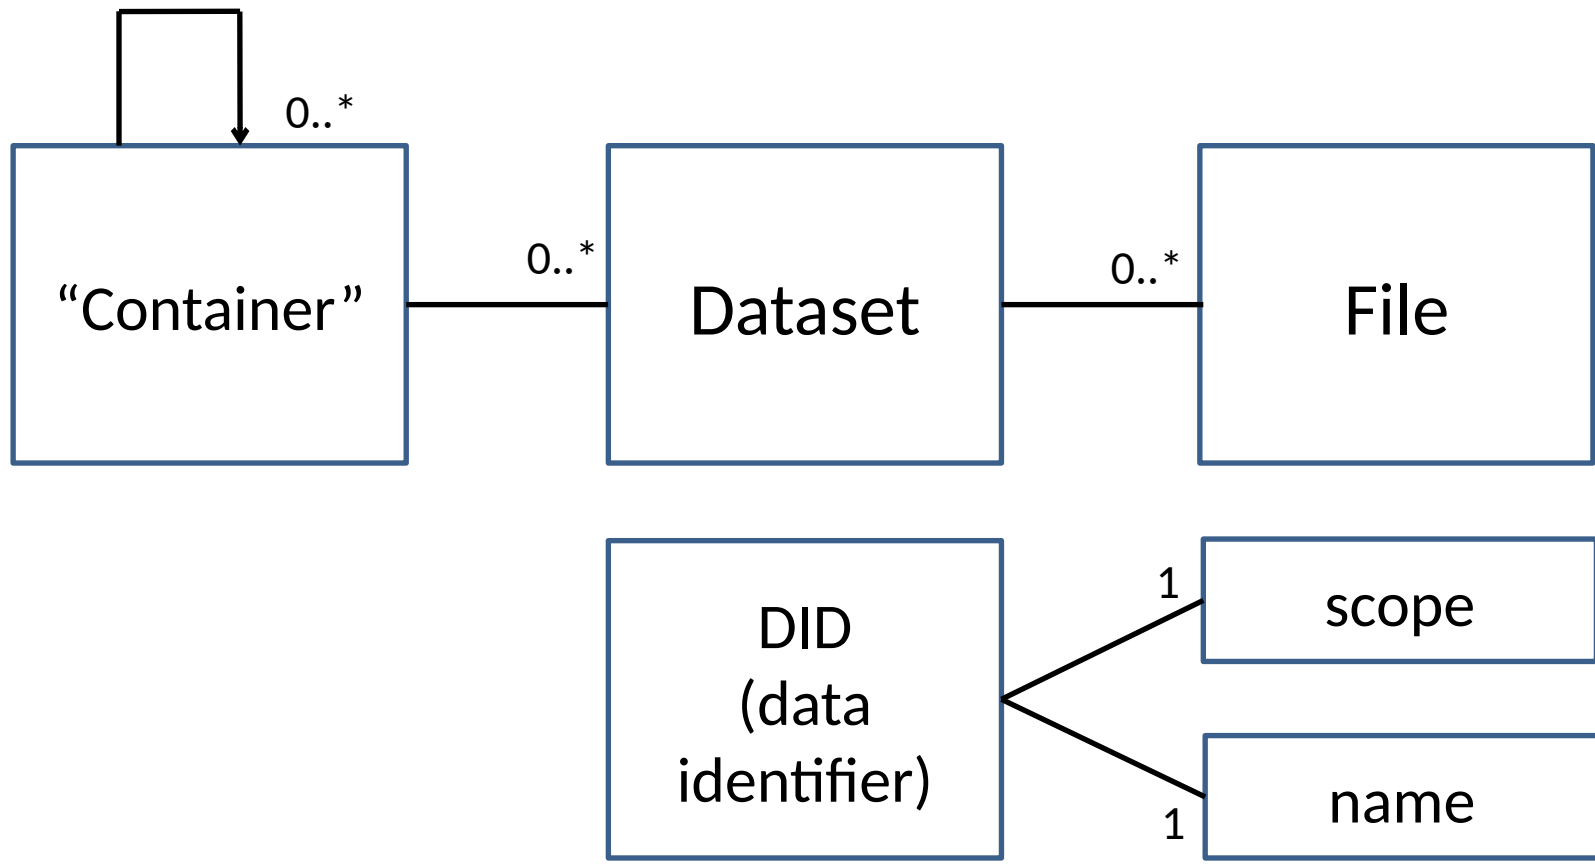 0..*
0..*
0..*
“Container”
Dataset
File
DID
(data
identifier)
1
scope
1
name